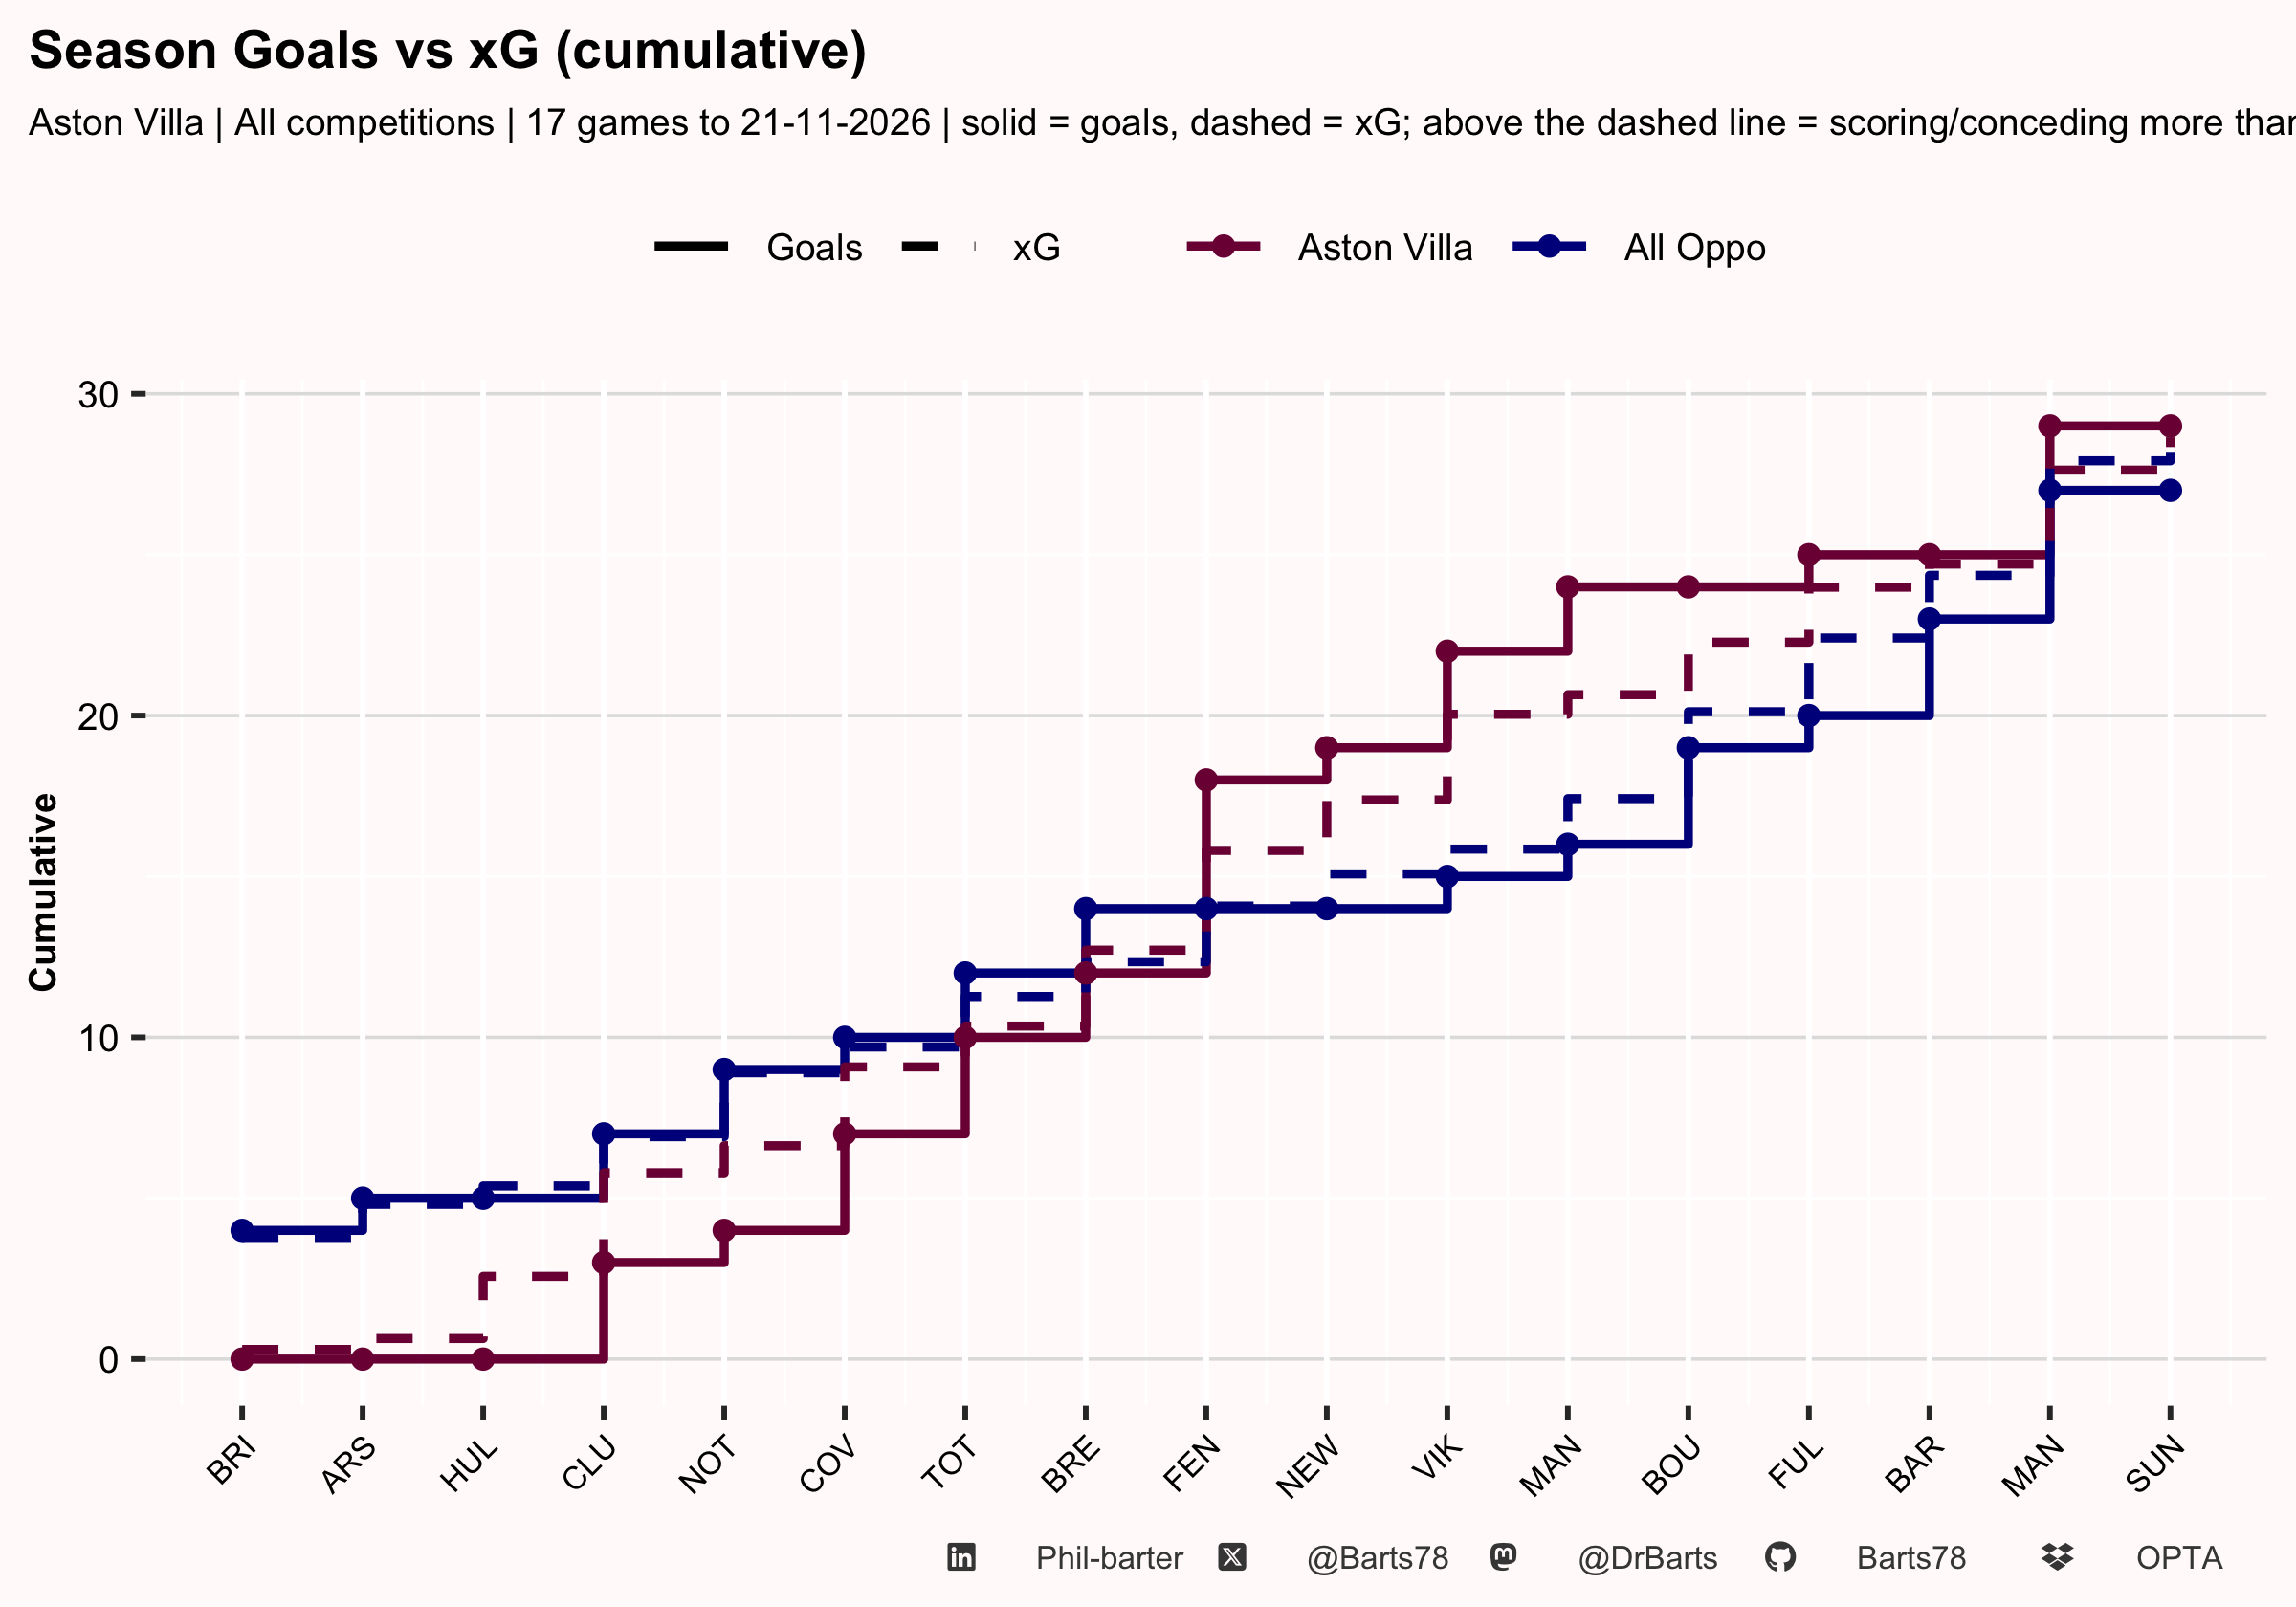 Season Goals vs xG (cumulative)
Aston Villa | All competitions | 17 games to 21-11-2026 | solid = goals, dashed = xG; above the dashed line = scoring/conceding more than
Goals xG Aston Villa All Oppo
Cumulative
30
20
10
0
BRI ARS HUL CLU NOT COV TOT BRE FEN NEW VIK MAN BOU FUL BAR MAN SUN
Phil-barter @Barts78 @DrBarts Barts78 OPTA